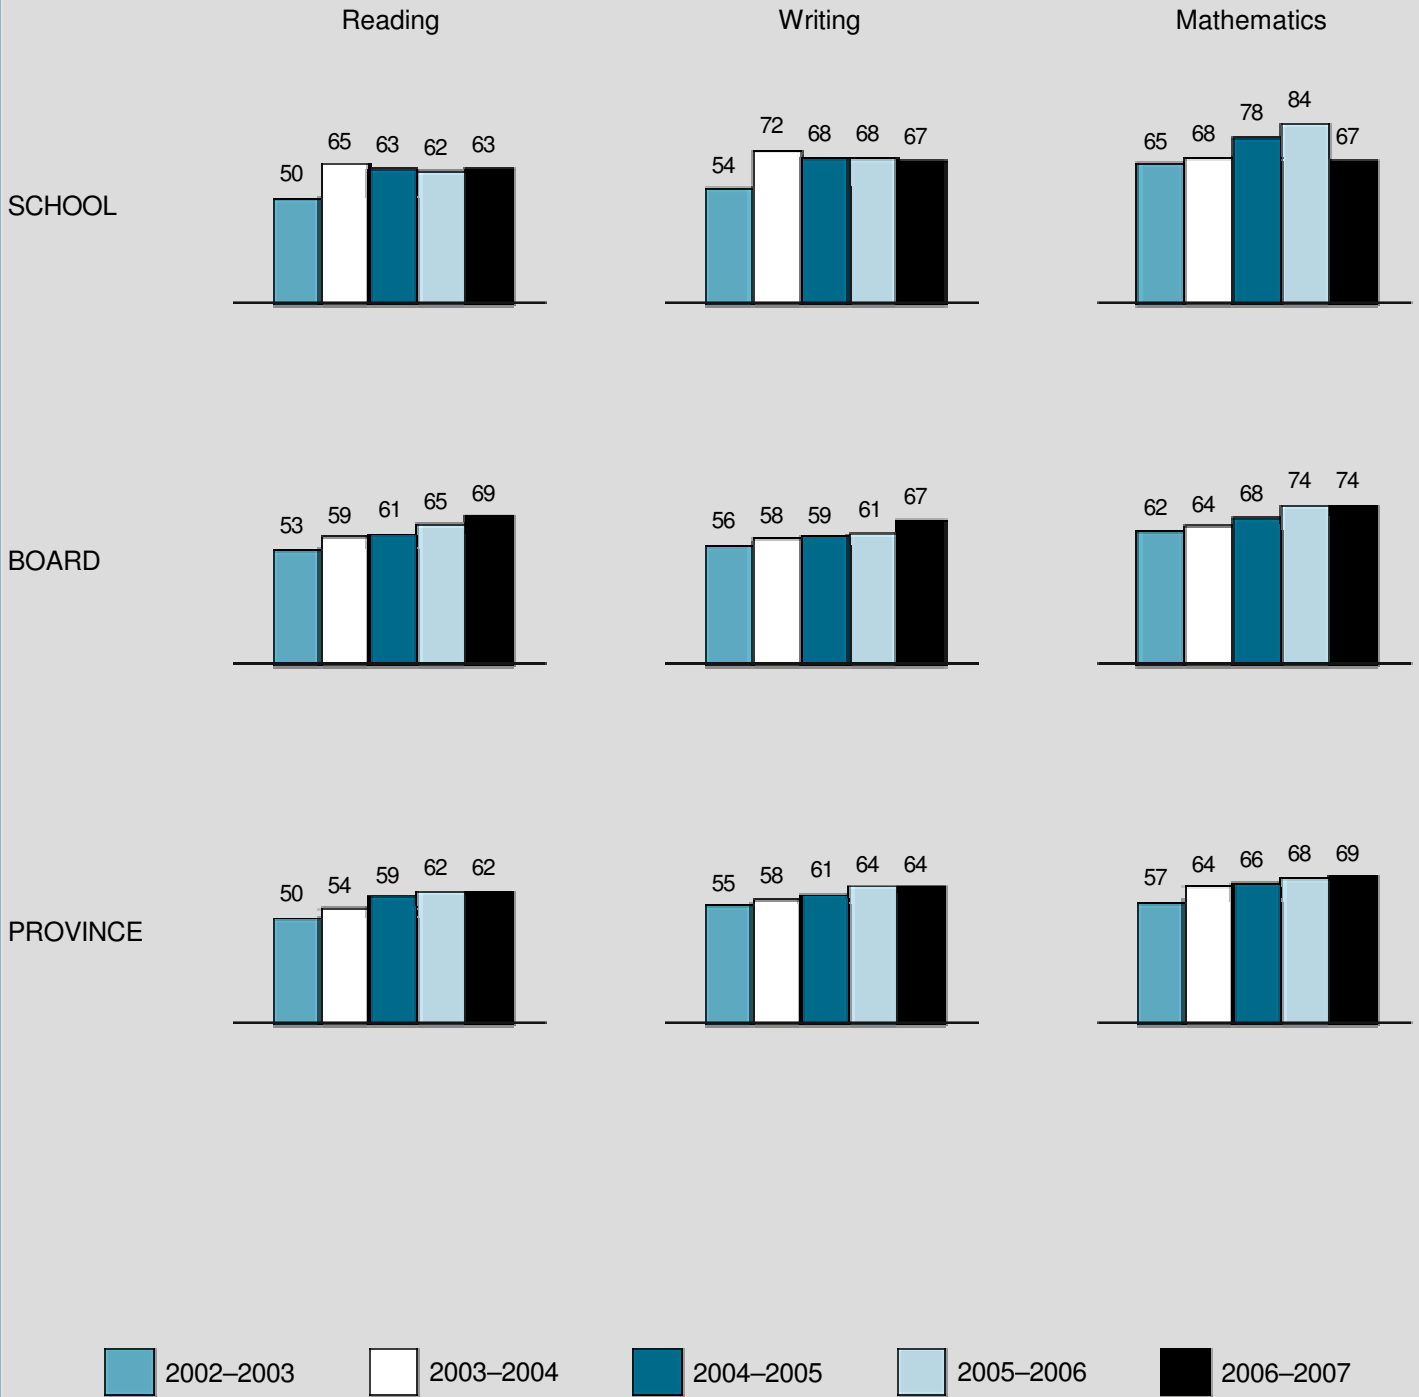 Reading Writing Mathematics
SCHOOL
50 65 63 62 63
54 72 68 68 67
65 68 78 84 67
BOARD
53 59 61 65 69
56 58 59 61 67
62 64 68 74 74
PROVINCE
50 54 59 62 62
55 58 61 64 64
57 64 66 68 69
2002–2003 2003–2004 2004–2005 2005–2006 2006–2007